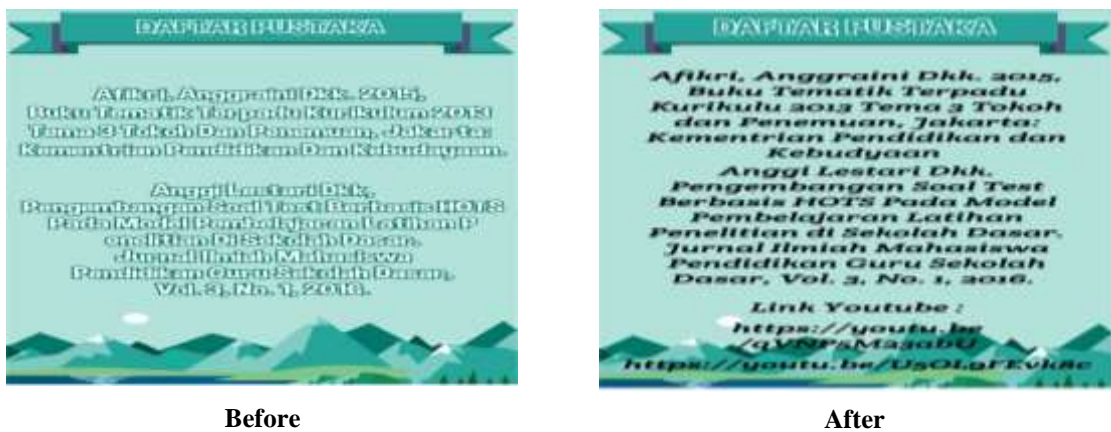 DAFTAR PUSTAKA
Afikri, Anggraini Dkk. 2015,
Buku Tematik Terpadu Kurikulum 2013
Tema 3 Tokoh Dan Penemuan, Jakarta:
Kementrian Pendidikan Dan Kebudayaan.
Anggi Lestari Dkk,
Pengembangan Soal Test Berbasis HOTS
Pada Model Pembelajaran Latihan P
enelitian Di Sekolah Dasar.
Jurnal Ilmiah Mahasiswa
Pendidikan Guru Sekolah Dasar,
Vol. 3, No. 1, 2016.
Before
DAFTAR PUSTAKA
Afikri, Anggraini Dkk. 2015,
Buku Tematik Terpadu
Kurikulu 2013 Tema 3 Tokoh
dan Penemuan, Jakarta:
Kementrian Pendidikan dan
Kebudyaan
Anggi Lestari Dkk.
Pengembangan Soal Test
Berbasis HOTS Pada Model
Pembelajaran Latihan
Penelitian di Sekolah Dasar.
Jurnal Ilmiah Mahasiswa
Pendidikan Guru Sekolah
Dasar, Vol. 3, No. 1, 2016.
Link Youtube :
https://youtu.be
After